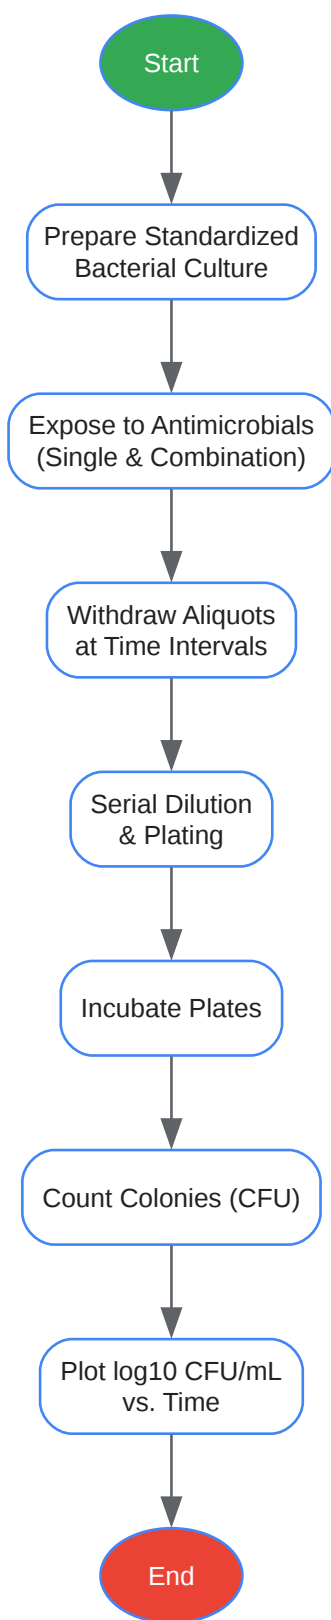 Start
Prepare Standardized
Bacterial Culture
Expose to Antimicrobials
(Single & Combination)
Withdraw Aliquots
at Time Intervals
Serial Dilution
& Plating
Incubate Plates
Count Colonies (CFU)
Plot log10 CFU/mL
vs. Time
End